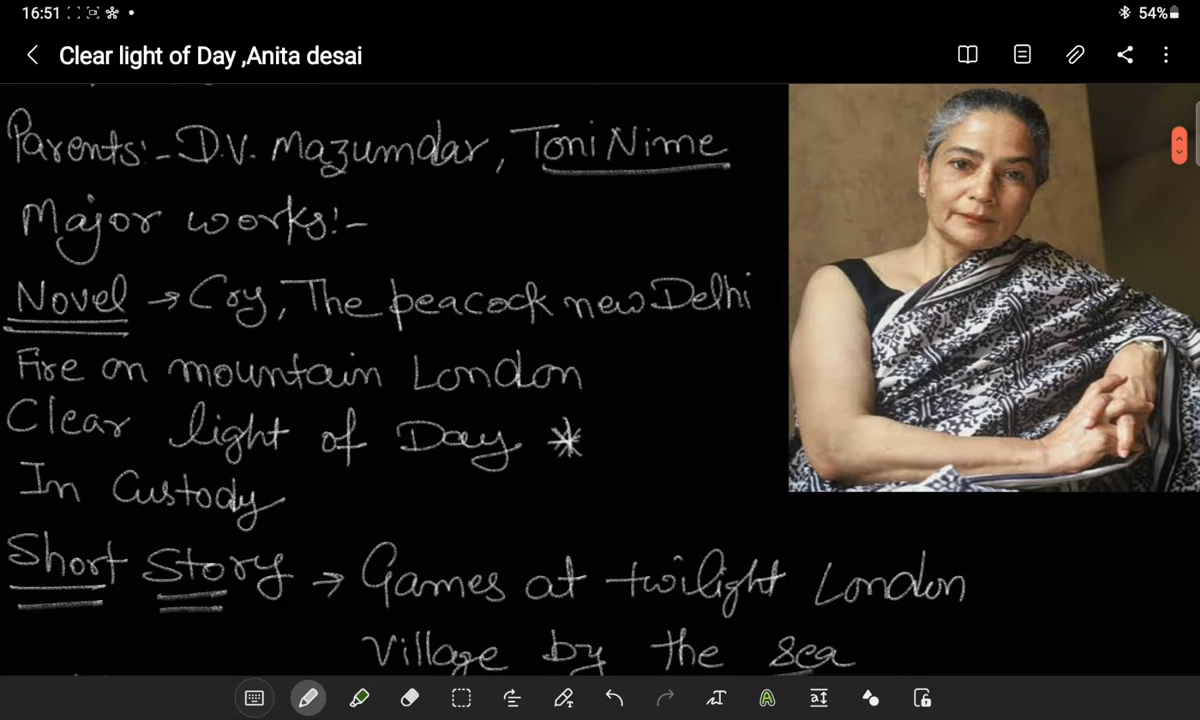 16:51 54%
Clear light of Day ,Anita desai
Parents:- D.V. Mazumdar, Toni Nime
Major works:-
Novel → Cry, The peacock new Delhi
Fire on mountain London
Clear light of Day *
In Custody
Short Story → Games at twilight London
Village by the sea